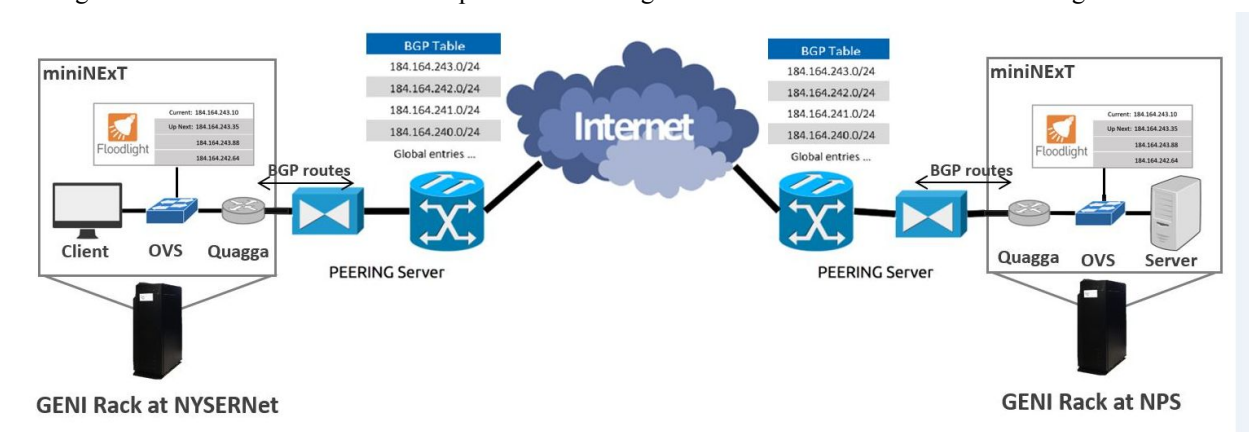 miniNExT
Current: 184.164.243.10
Up Next: 184.164.243.35
184.164.243.88
184.164.242.64
Floodlight
Client
OVS
Quagga
BGP routes
BGP Table
184.164.243.0/24
184.164.242.0/24
184.164.241.0/24
184.164.240.0/24
Global entries ...
PEERING Server
GENI Rack at NYSERNet
Internet
BGP Table
184.164.243.0/24
184.164.242.0/24
184.164.241.0/24
184.164.240.0/24
Global entries ...
PEERING Server
BGP routes
miniNExT
Current: 184.164.243.10
Up Next: 184.164.243.35
184.164.243.88
184.164.242.64
Floodlight
Quagga
OVS
Server
GENI Rack at NPS